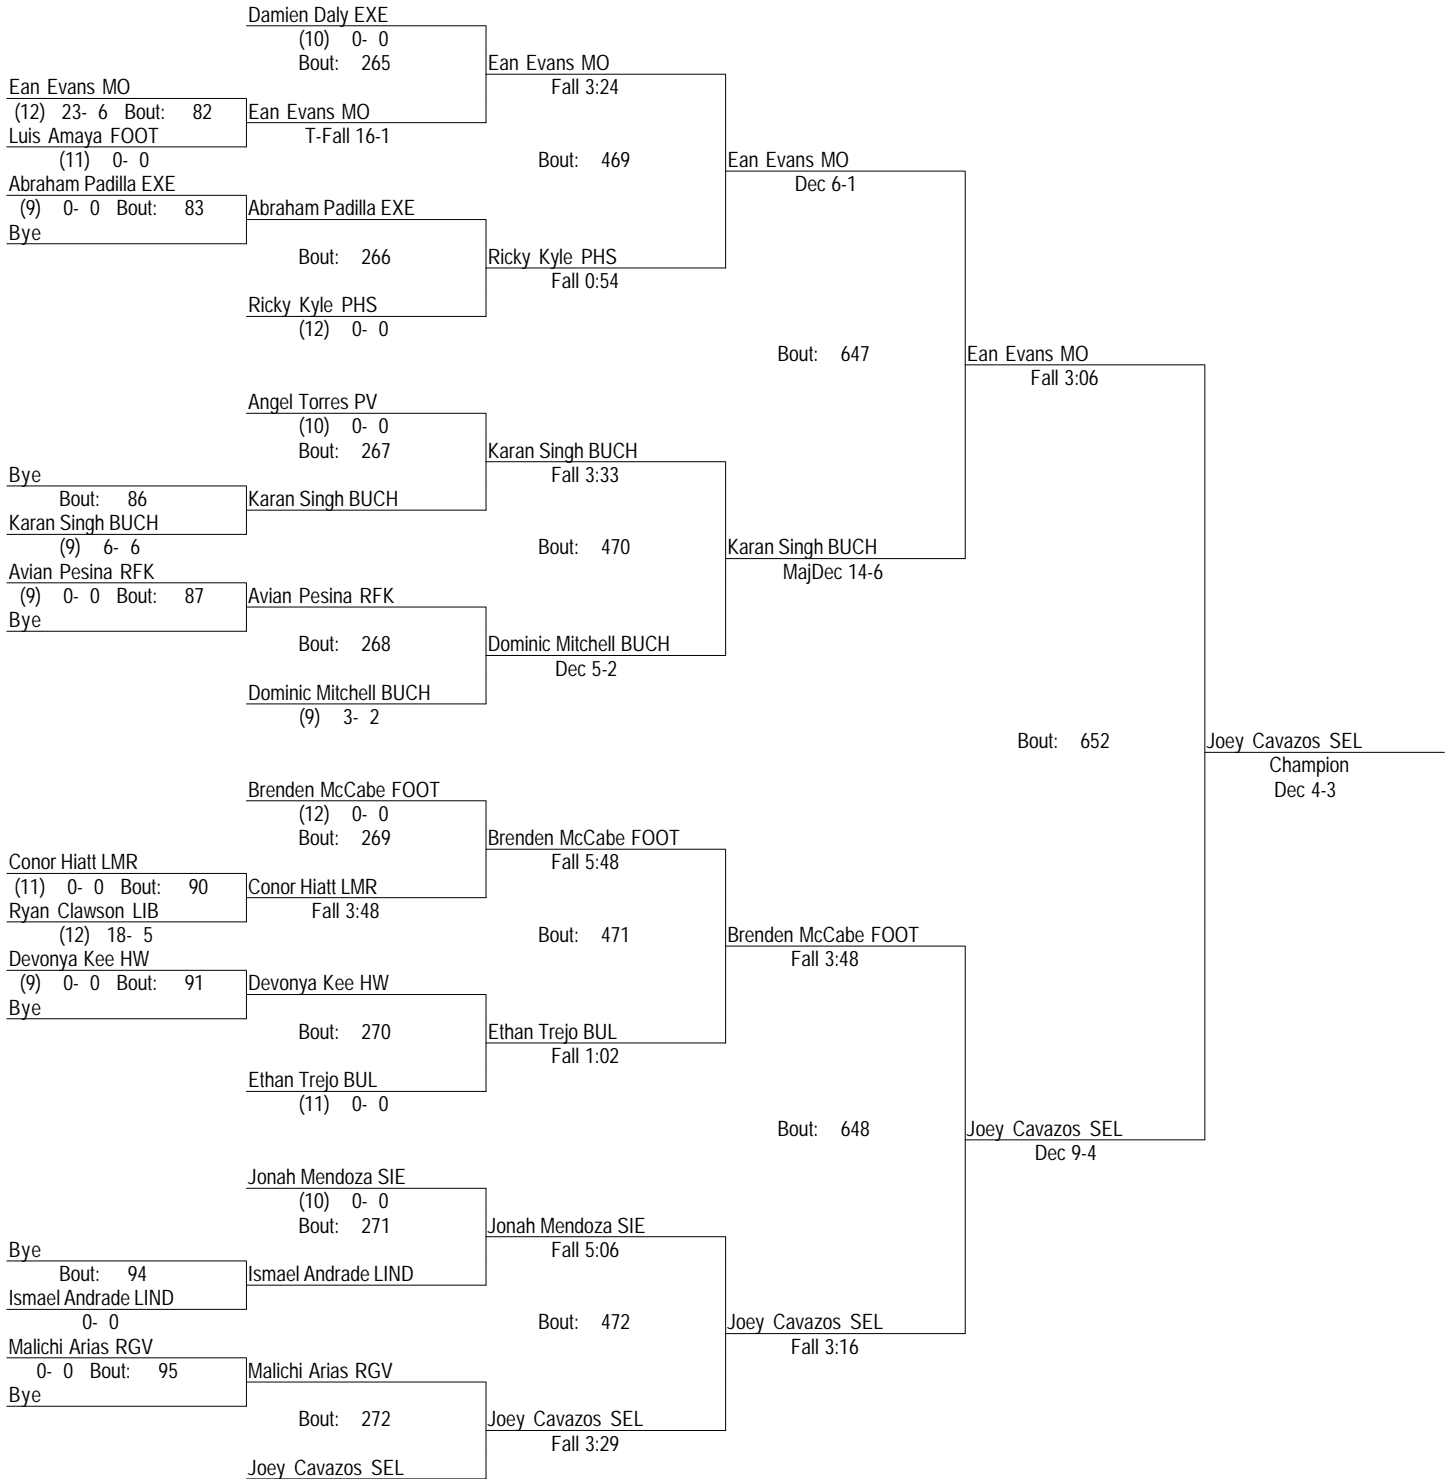 Damien Daly EXE
(10) 0- 0
Bout: 265
Ean Evans MO
Fall 3:24
Ean Evans MO
(12) 23- 6 Bout: 82
Ean Evans MO
Luis Amaya FOOT
T-Fall 16-1
(11) 0- 0
Bout: 469
Ean Evans MO
Abraham Padilla EXE
Dec 6-1
(9) 0- 0 Bout: 83
Abraham Padilla EXE
Bye
Bout: 266
Ricky Kyle PHS
Fall 0:54
Ricky Kyle PHS
(12) 0- 0
Bout: 647
Ean Evans MO
Fall 3:06
Angel Torres PV
(10) 0- 0
Bout: 267
Karan Singh BUCH
Bye
Fall 3:33
Bout: 86
Karan Singh BUCH
Karan Singh BUCH
(9) 6- 6
Bout: 470
Karan Singh BUCH
Avian Pesina RFK
MajDec 14-6
(9) 0- 0 Bout: 87
Avian Pesina RFK
Bye
Bout: 268
Dominic Mitchell BUCH
Dec 5-2
Dominic Mitchell BUCH
(9) 3- 2
Bout: 652
Joey Cavazos SEL
Champion
Dec 4-3
Brenden McCabe FOOT
(12) 0- 0
Bout: 269
Brenden McCabe FOOT
Conor Hiatt LMR
Fall 5:48
(11) 0- 0 Bout: 90
Conor Hiatt LMR
Ryan Clawson LIB
Fall 3:48
(12) 18- 5
Bout: 471
Brenden McCabe FOOT
Devonya Kee HW
Fall 3:48
(9) 0- 0 Bout: 91
Devonya Kee HW
Bye
Bout: 270
Ethan Trejo BUL
Fall 1:02
Ethan Trejo BUL
(11) 0- 0
Bout: 648
Joey Cavazos SEL
Dec 9-4
Jonah Mendoza SIE
(10) 0- 0
Bout: 271
Jonah Mendoza SIE
Bye
Fall 5:06
Bout: 94
Ismael Andrade LIND
Ismael Andrade LIND
0- 0
Bout: 472
Joey Cavazos SEL
Malichi Arias RGV
Fall 3:16
0- 0 Bout: 95
Malichi Arias RGV
Bye
Bout: 272
Joey Cavazos SEL
Fall 3:29
Joey Cavazos SEL